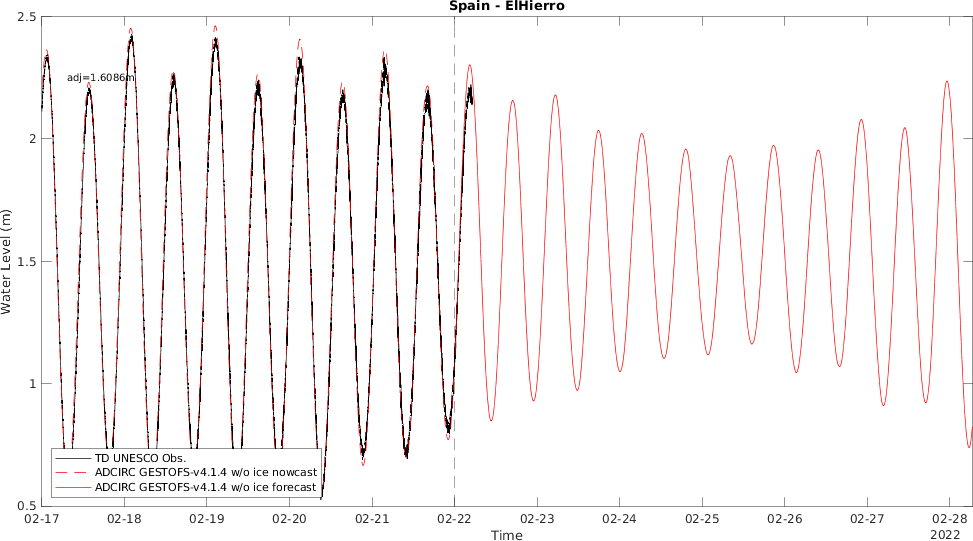 Spain - ElHierro
2.5
adj=1.6086m
2
1.5
1
0.5
Water Level (m)
TD UNESCO Obs.
ADCIRC GESTOFS-v4.1.4 w/o ice nowcast
ADCIRC GESTOFS-v4.1.4 w/o ice forecast
02-17 02-18 02-19 02-20 02-21 02-22 02-23 02-24 02-25 02-26 02-27 02-28
2022
Time